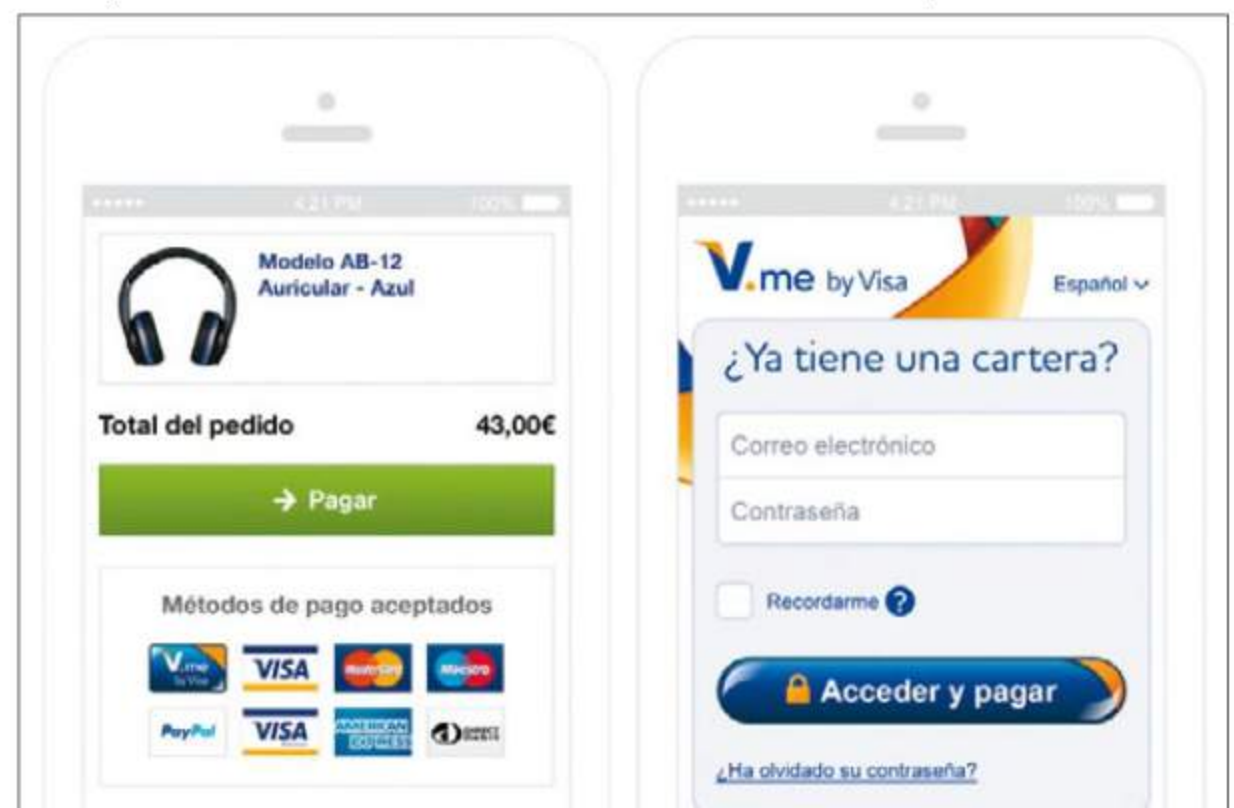 4:21 PM 100%
Modelo AB-12
Auricular - Azul
Total del pedido 43,00€
→ Pagar
Métodos de pago aceptados
V.me by Visa VISA MasterCard Maestro
PayPal VISA AMERICAN EXPRESS DIRECT DEBIT
4:21 PM 100%
V.me by Visa Español
¿Ya tiene una cartera?
Correo electrónico
Contraseña
Recordarme ?
Acceder y pagar
¿Ha olvidado su contraseña?